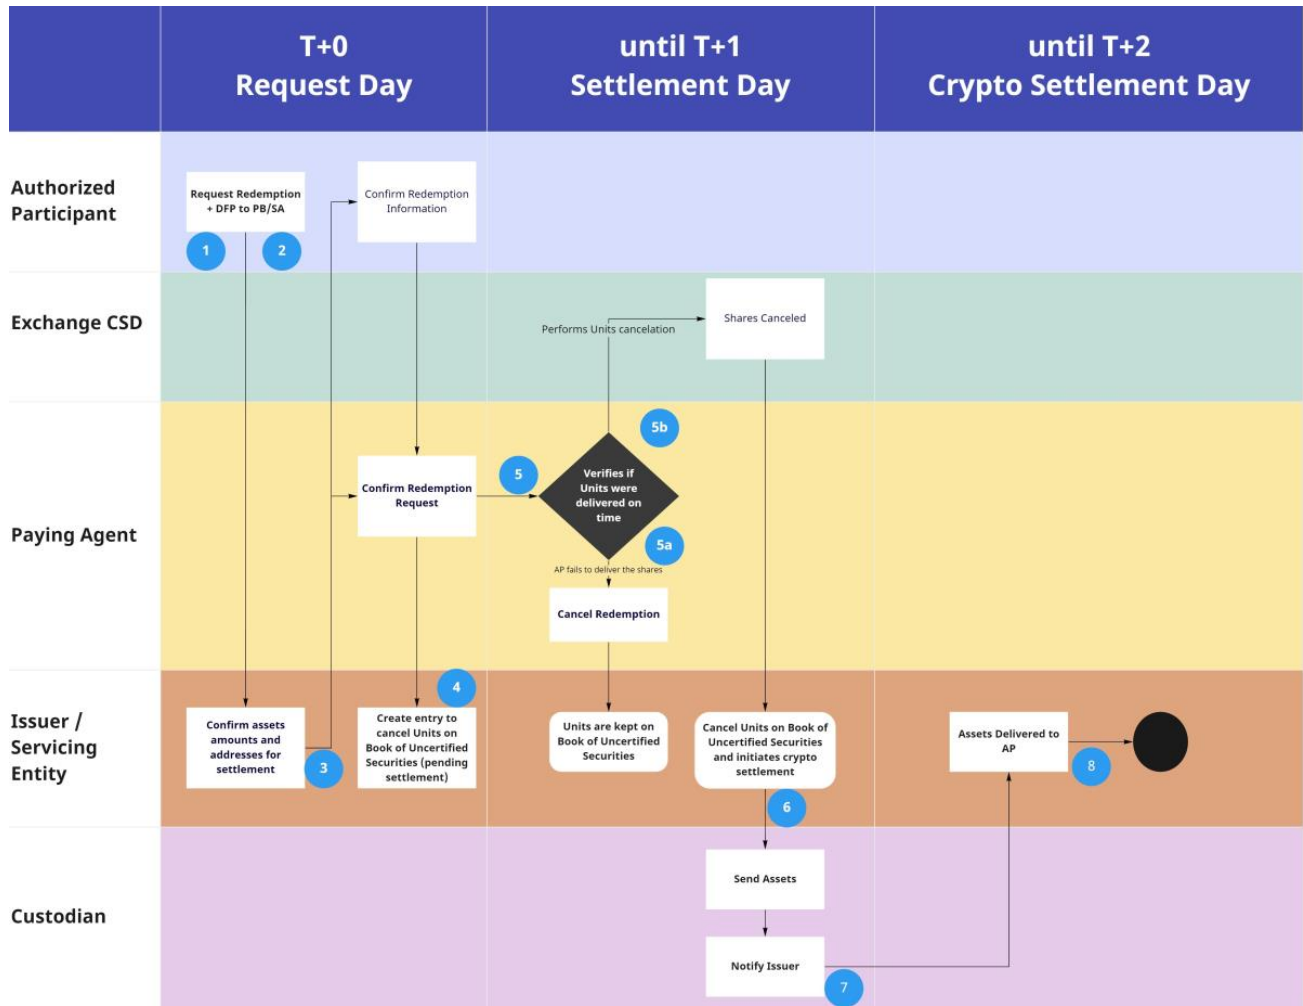 T+0
Request Day
until T+1
Settlement Day
until T+2
Crypto Settlement Day
Authorized
Participant
Request Redemption
+ DFP to PB/SA
1
2
Confirm Redemption
Information
Exchange CSD
Performs Units cancelation
Shares Canceled
Paying Agent
Confirm Redemption
Request
5
Verifies if
Units were
delivered on
time
5b
5a
AP fails to deliver the shares
Cancel Redemption
Issuer /
Servicing
Entity
Confirm assets
amounts and
addresses for
settlement
3
4
Create entry to
cancel Units on
Book of Uncertified
Securities (pending
settlement)
Units are kept on
Book of Uncertified
Securities
Cancel Units on Book of
Uncertified Securities
and initiates crypto
settlement
6
Assets Delivered to
AP
8
Custodian
Send Assets
Notify Issuer
7